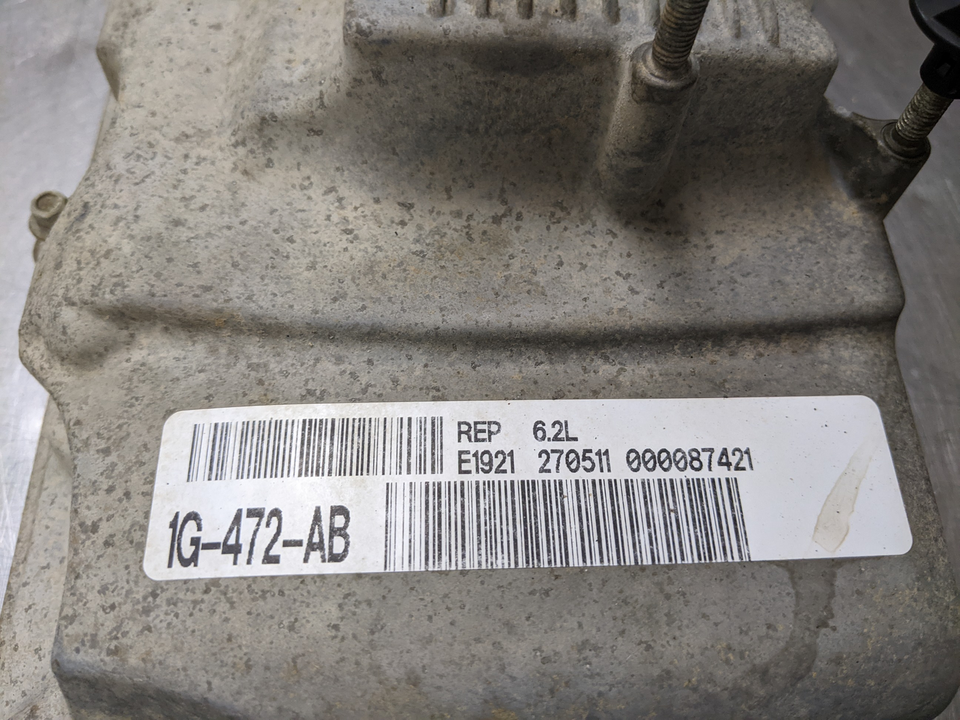 REP 6.2L
E1921 270511 000087421
1G-472-AB